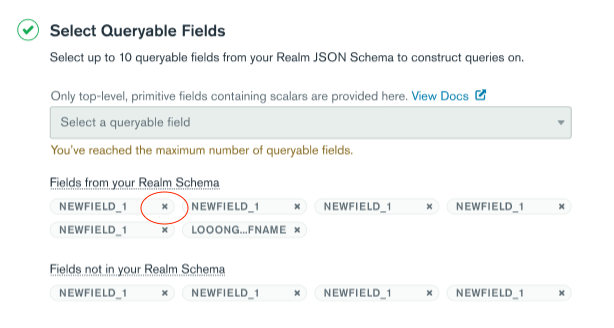 Select Queryable Fields
Select up to 10 queryable fields from your Realm JSON Schema to construct queries on.
Only top-level, primitive fields containing scalars are provided here. View Docs
Select a queryable field
You've reached the maximum number of queryable fields.
Fields from your Realm Schema
NEWFIELD_1 × NEWFIELD_1 × NEWFIELD_1 × NEWFIELD_1 ×
NEWFIELD_1 × LOOONG...FNAME ×
Fields not in your Realm Schema
NEWFIELD_1 × NEWFIELD_1 × NEWFIELD_1 × NEWFIELD_1 ×